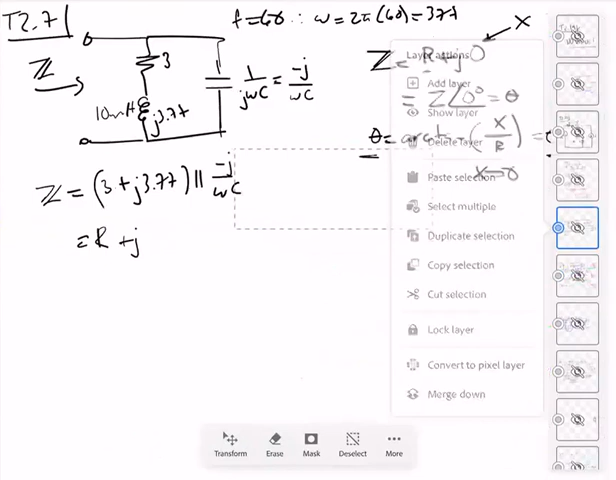 T2.7
f=60 ∴ ω = 2π(60) = 377
X
Z
3
10mH
j3.77
1/jωC = -j/ωC
Z = R + j0
= Z∠0° = θ
θ = arctan(X/R) =
X=0
Z = (3 + j3.77) || -j/ωC
= R + j
Layer actions
Add layer
Show layer
Delete layer
Paste selection
Select multiple
Duplicate selection
Copy selection
Cut selection
Lock layer
Convert to pixel layer
Merge down
Transform
Erase
Mask
Deselect
More